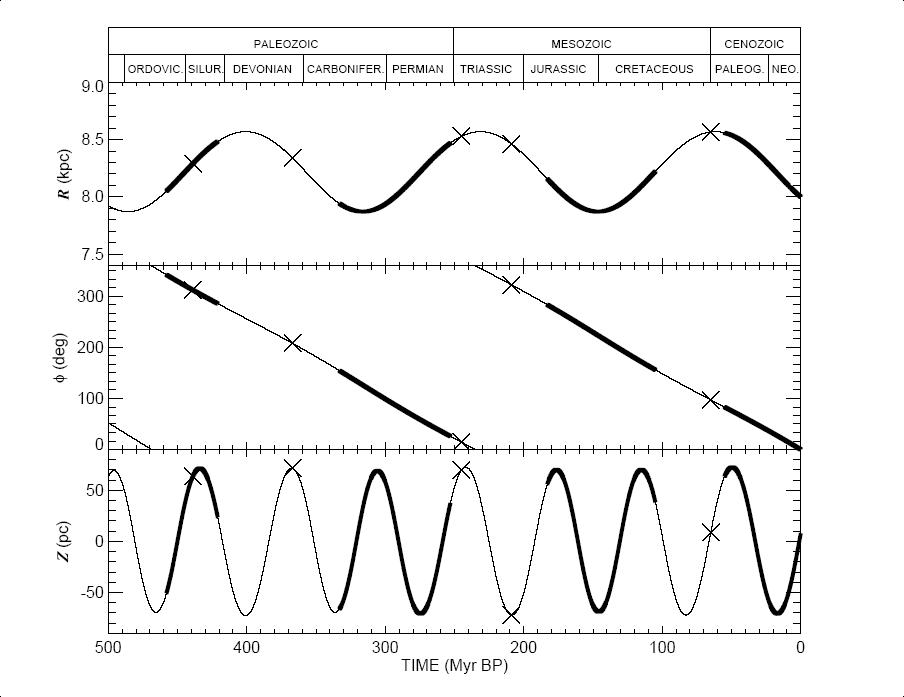 PALEOZOIC MESOZOIC CENOZOIC
ORDOVIC. SILUR. DEVONIAN CARBONIFER. PERMIAN TRIASSIC JURASSIC CRETACEOUS PALEOG. NEO.
9.0
8.5
8.0
7.5
R (kpc)
300
200
100
0
ϕ (deg)
50
0
-50
Z (pc)
500 400 300 200 100 0
TIME (Myr BP)